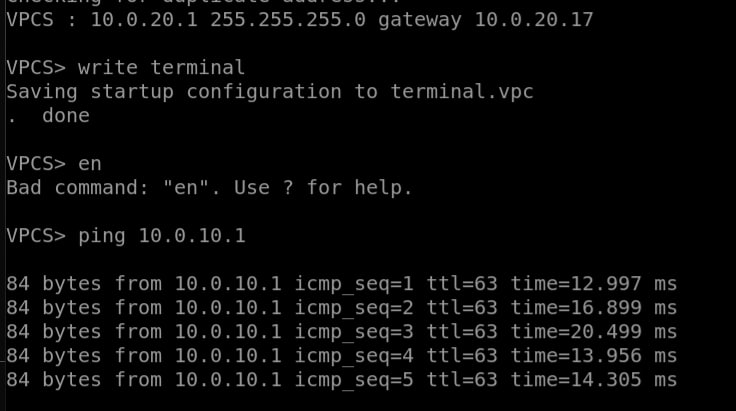 Checking for duplicate address...
VPCS : 10.0.20.1 255.255.255.0 gateway 10.0.20.17
VPCS> write terminal
Saving startup configuration to terminal.vpc
.  done
VPCS> en
Bad command: "en". Use ? for help.
VPCS> ping 10.0.10.1
84 bytes from 10.0.10.1 icmp_seq=1 ttl=63 time=12.997 ms
84 bytes from 10.0.10.1 icmp_seq=2 ttl=63 time=16.899 ms
84 bytes from 10.0.10.1 icmp_seq=3 ttl=63 time=20.499 ms
84 bytes from 10.0.10.1 icmp_seq=4 ttl=63 time=13.956 ms
84 bytes from 10.0.10.1 icmp_seq=5 ttl=63 time=14.305 ms